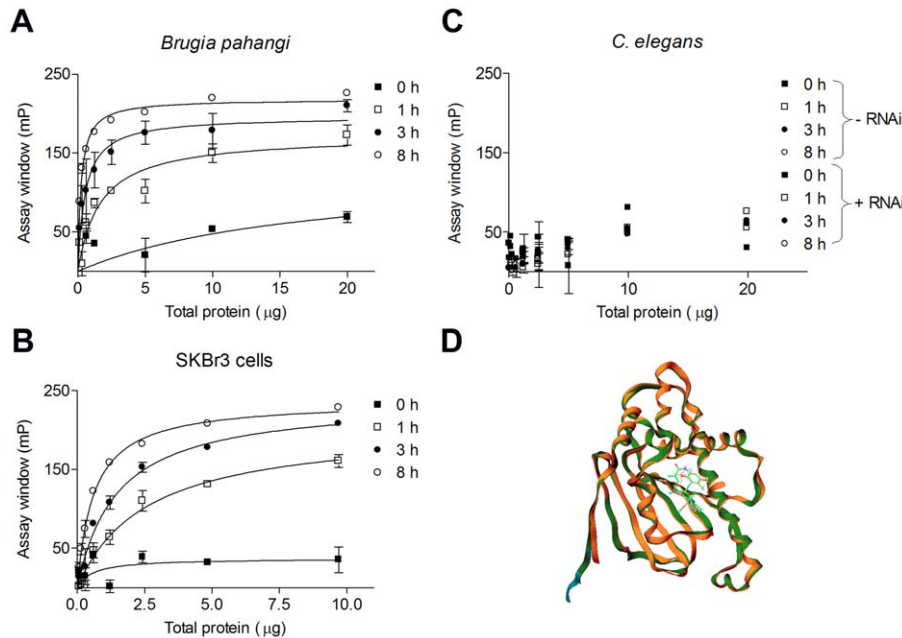 A
Brugia pahangi
Assay window (mP)
250
150
50
0
5
10
15
20
Total protein ( μg)
0 h
1 h
3 h
8 h
B
SKBr3 cells
Assay window (mP)
250
150
50
0.0
2.5
5.0
7.5
10.0
Total protein ( μg)
0 h
1 h
3 h
8 h
C
C. elegans
Assay window (mP)
250
150
50
0
10
20
Total protein ( μg)
0 h
1 h
3 h
8 h
- RNAi
0 h
1 h
3 h
8 h
+ RNAi
D